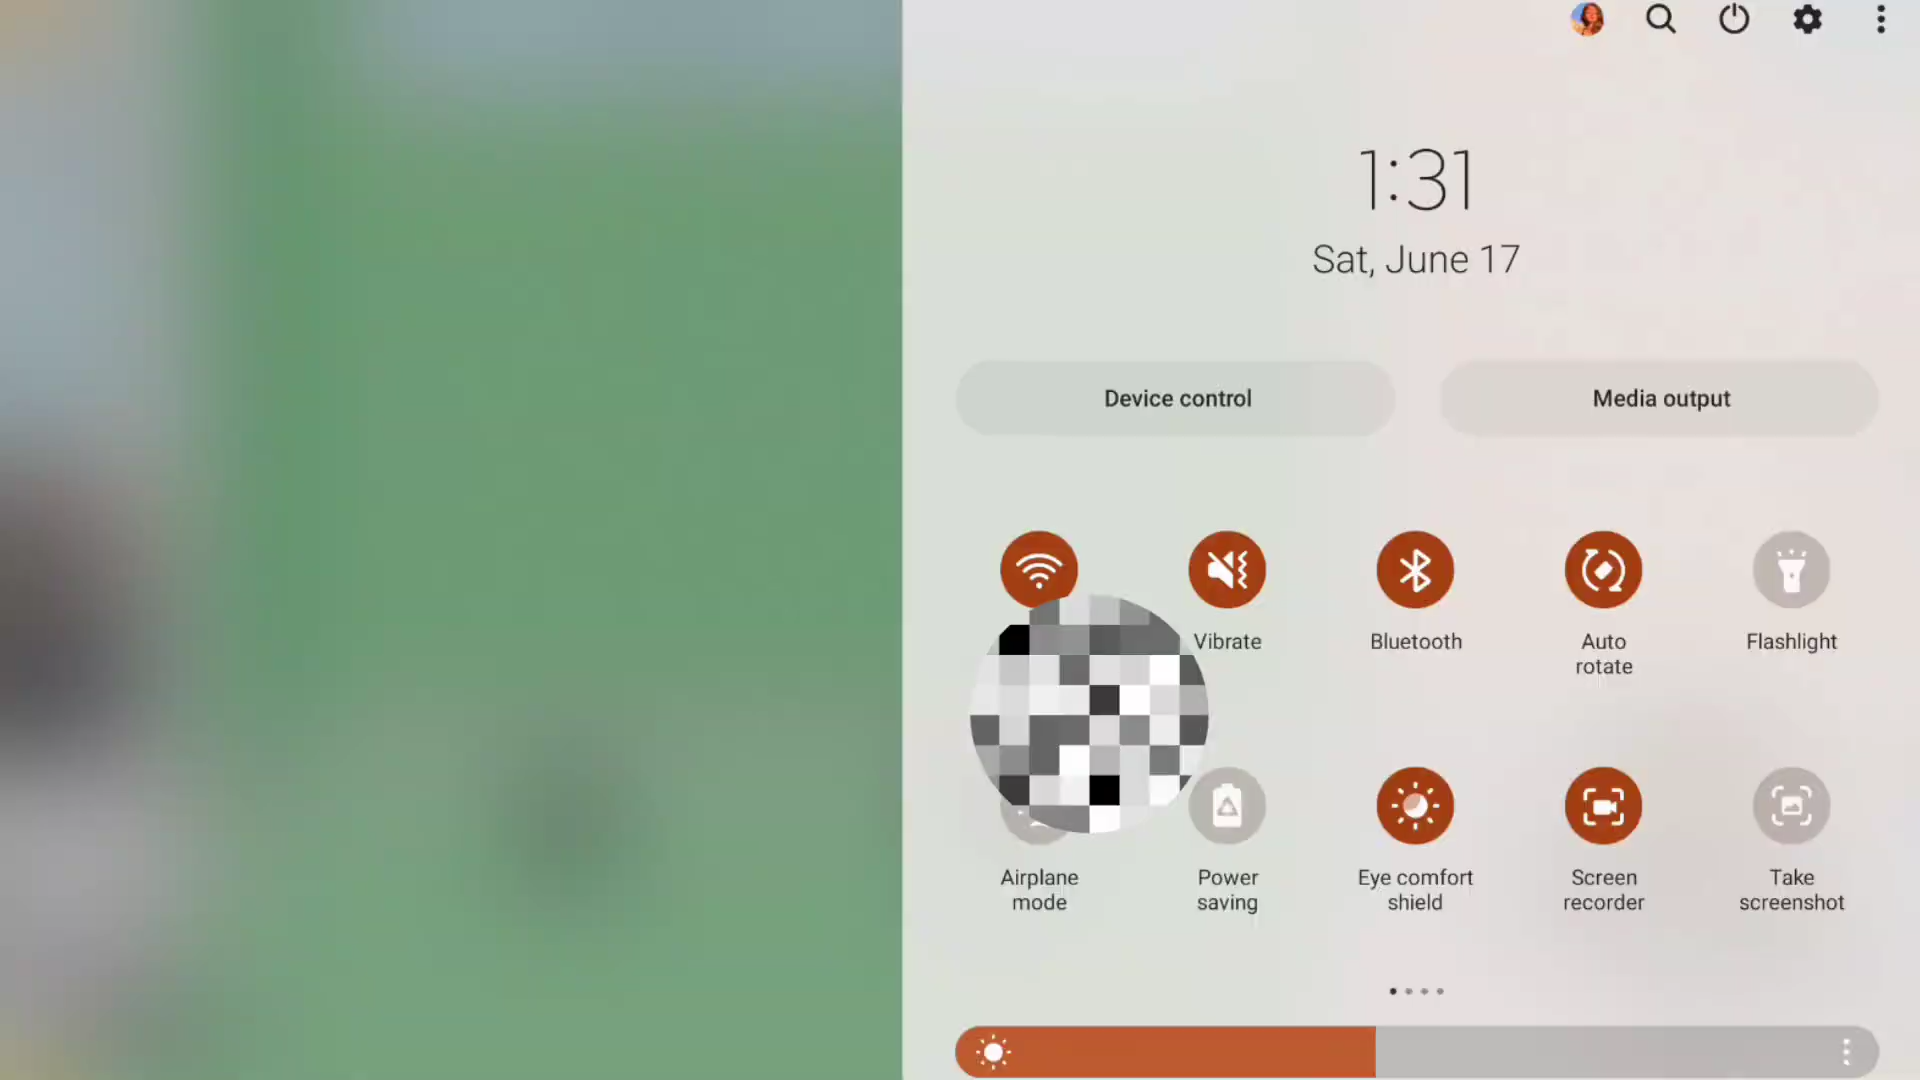 1:31
Sat, June 17
Device control
Media output
Vibrate
Bluetooth
Auto
rotate
Flashlight
Airplane
mode
Power
saving
Eye comfort
shield
Screen
recorder
Take
screenshot